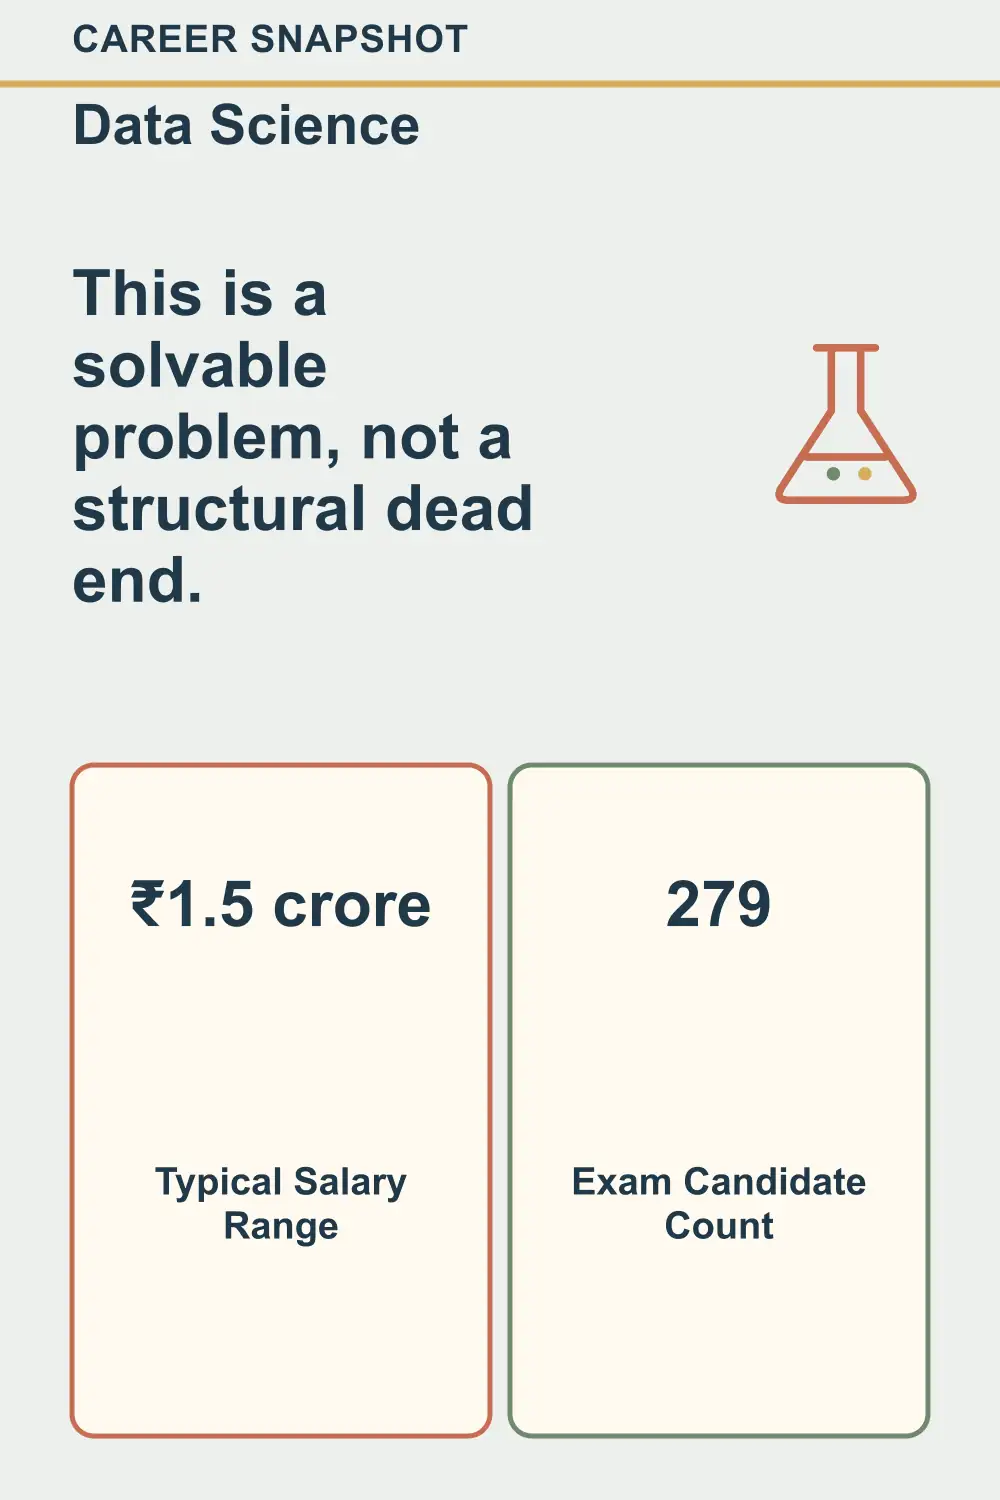 CAREER SNAPSHOT
Data Science
This is a
solvable
problem, not a
structural dead
end.
₹1.5 crore
Typical Salary
Range
279
Exam Candidate
Count